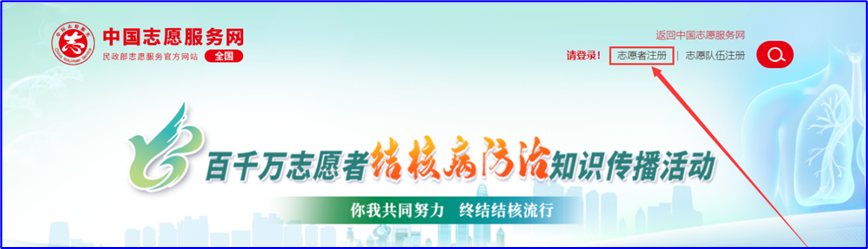 中国志愿服务网
民政部志愿服务官方网站 全国
返回中国志愿服务网
请登录! 志愿者注册 | 志愿队伍注册
百千万志愿者结核病防治知识传播活动
你我共同努力 终结结核流行